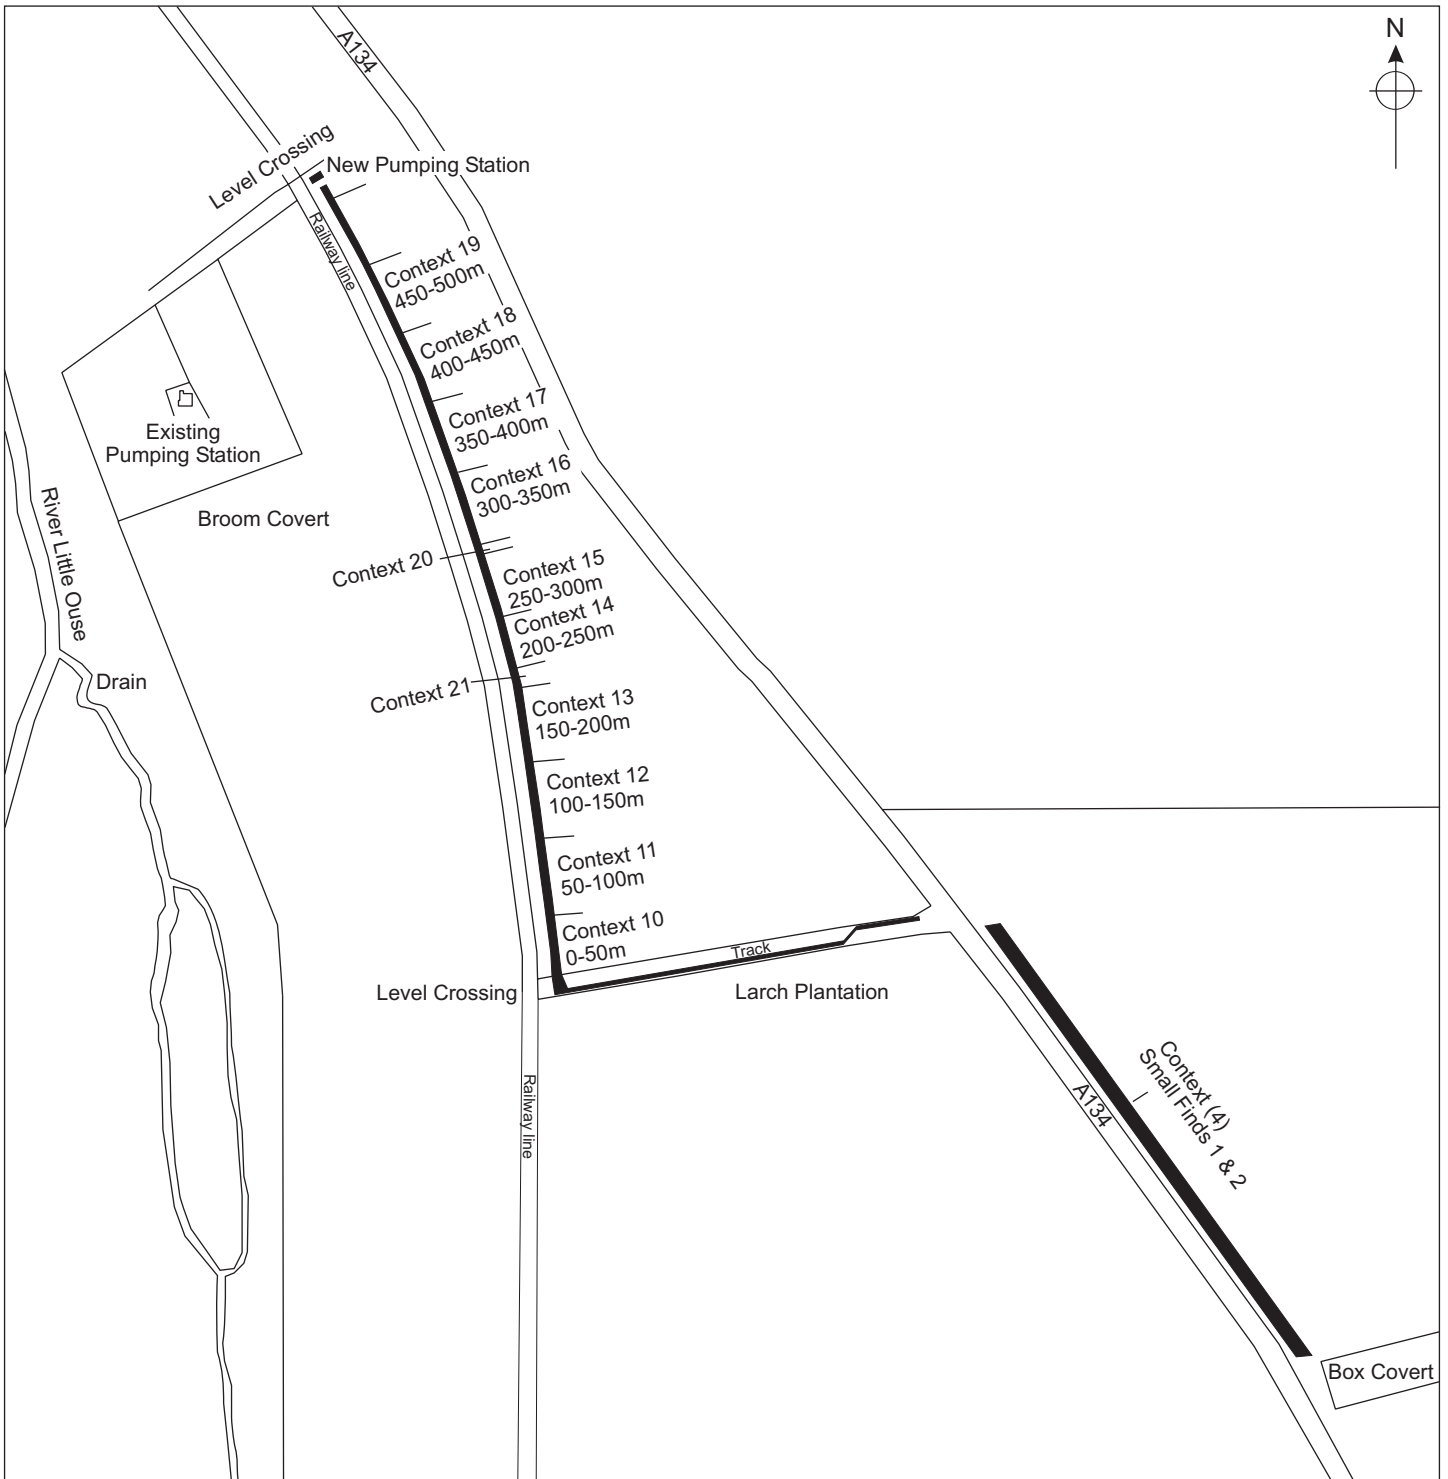 N
A134
Level Crossing
New Pumping Station
Railway line
Context 19
450-500m
Context 18
400-450m
Context 17
350-400m
Existing
Pumping Station
Context 16
300-350m
River Little Ouse
Broom Covert
Context 20
Context 15
250-300m
Context 14
200-250m
Drain
Context 21
Context 13
150-200m
Context 12
100-150m
Context 11
50-100m
Context 10
0-50m
Track
Level Crossing
Larch Plantation
Railway line
A134
Context (4)
Small Finds 1 & 2
Box Covert